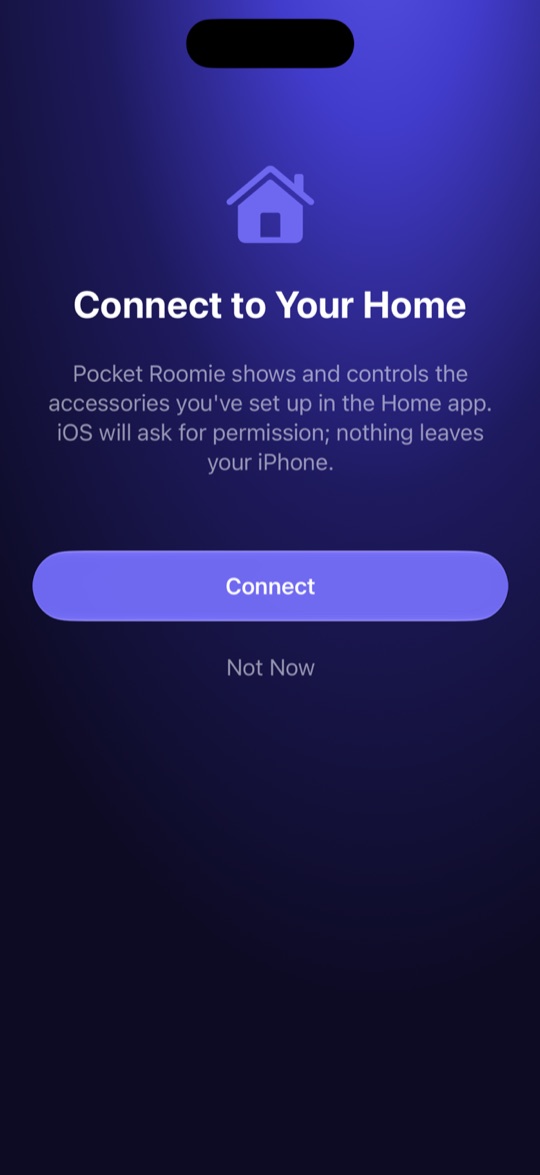 Connect to Your Home
Pocket Roomie shows and controls the
accessories you've set up in the Home app.
iOS will ask for permission; nothing leaves
your iPhone.
Connect
Not Now